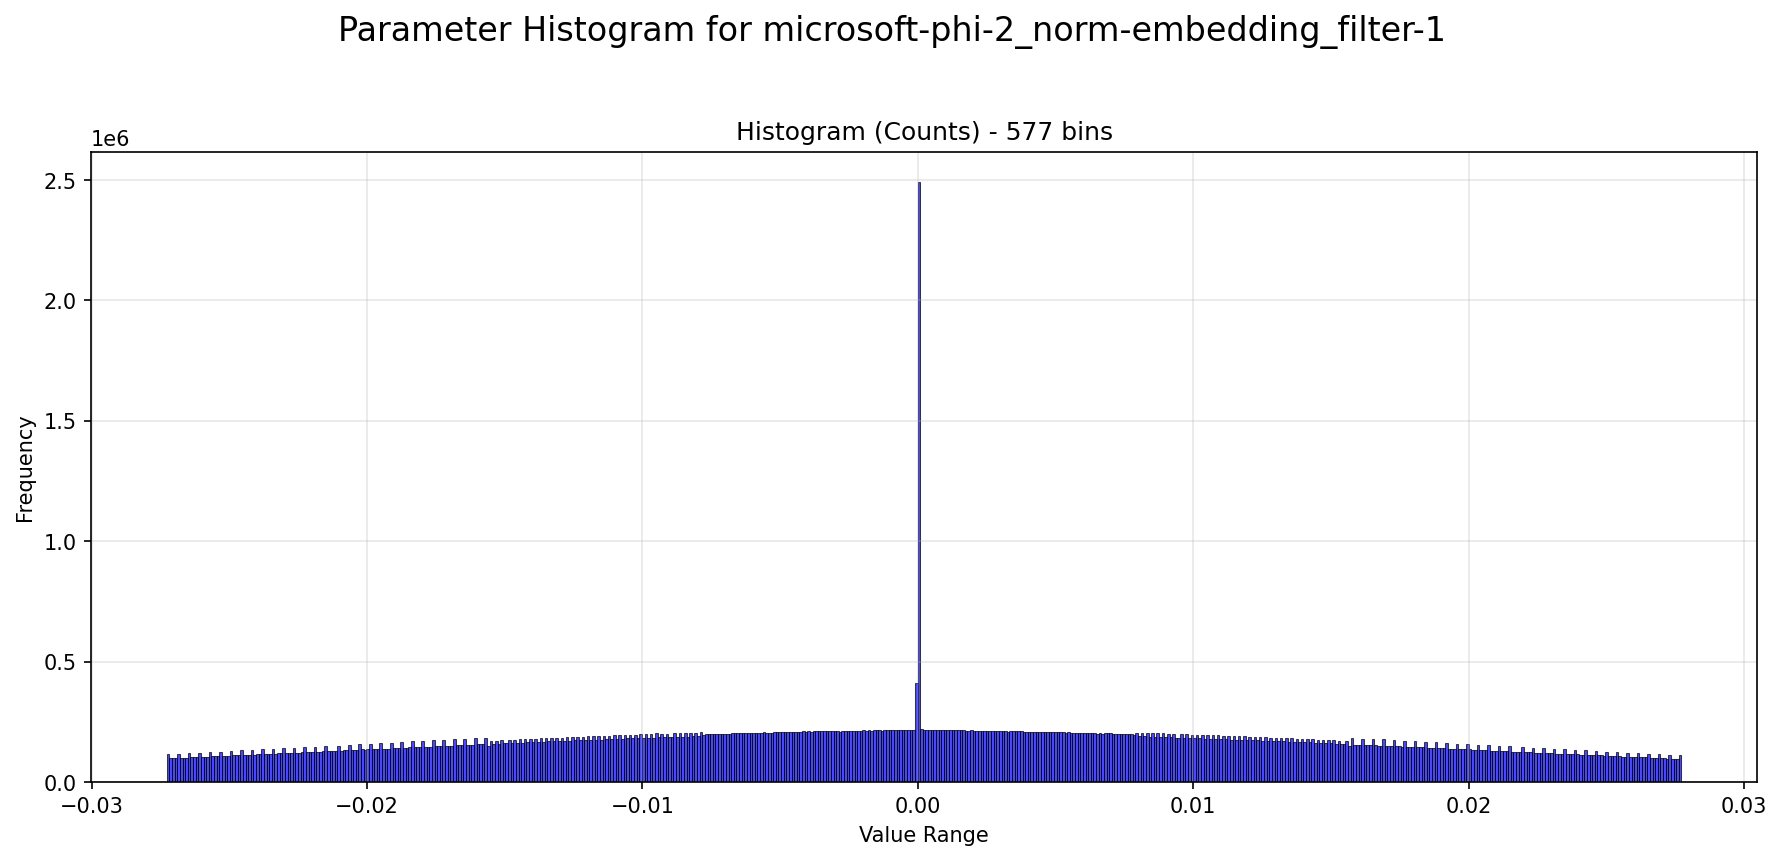 Parameter Histogram for microsoft-phi-2_norm-embedding_filter-1
Histogram (Counts) - 577 bins
1e6
2.5
2.0
1.5
1.0
0.5
0.0
Frequency
−0.03
−0.02
−0.01
0.00
0.01
0.02
0.03
Value Range